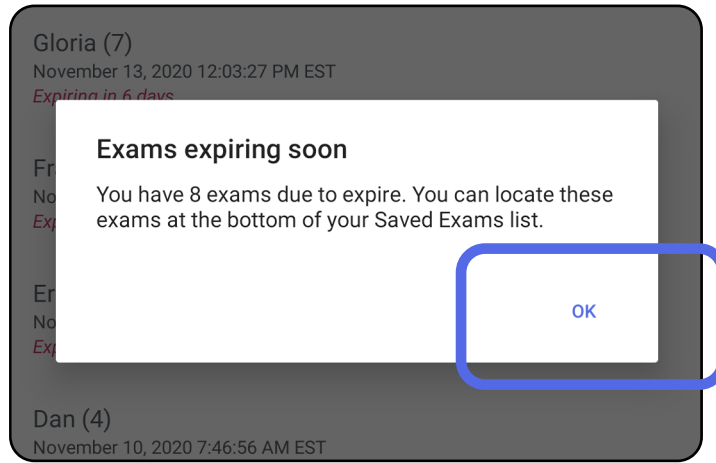 Gloria (7)
November 13, 2020 12:03:27 PM EST
Expiring in 6 days
Exams expiring soon
You have 8 exams due to expire. You can locate these
exams at the bottom of your Saved Exams list.
OK
Dan (4)
November 10, 2020 7:46:56 AM EST